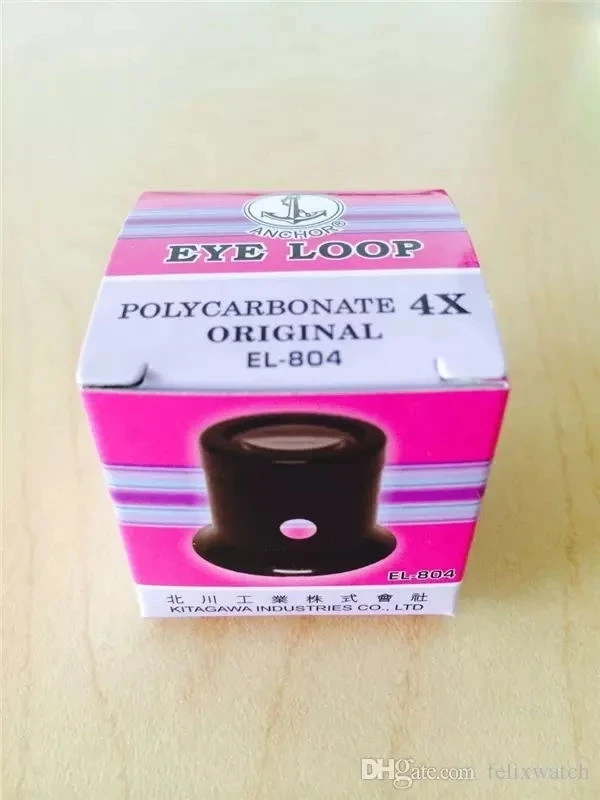 ANCHOR®
EYE LOOP
POLYCARBONATE 4X
ORIGINAL
EL-804
EL-804
北川工業株式會社
KITAGAWA INDUSTRIES CO., LTD
DHgate.com felixwatch